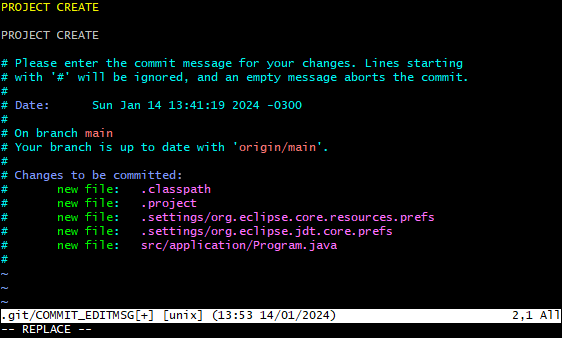 PROJECT CREATE
PROJECT CREATE
# Please enter the commit message for your changes. Lines starting
# with '#' will be ignored, and an empty message aborts the commit.
#
# Date:      Sun Jan 14 13:41:19 2024 -0300
#
# On branch main
# Your branch is up to date with 'origin/main'.
#
# Changes to be committed:
#       new file:   .classpath
#       new file:   .project
#       new file:   .settings/org.eclipse.core.resources.prefs
#       new file:   .settings/org.eclipse.jdt.core.prefs
#       new file:   src/application/Program.java
#
~
~
~
.git/COMMIT_EDITMSG[+] [unix] (13:53 14/01/2024) 2,1 All
-- REPLACE --